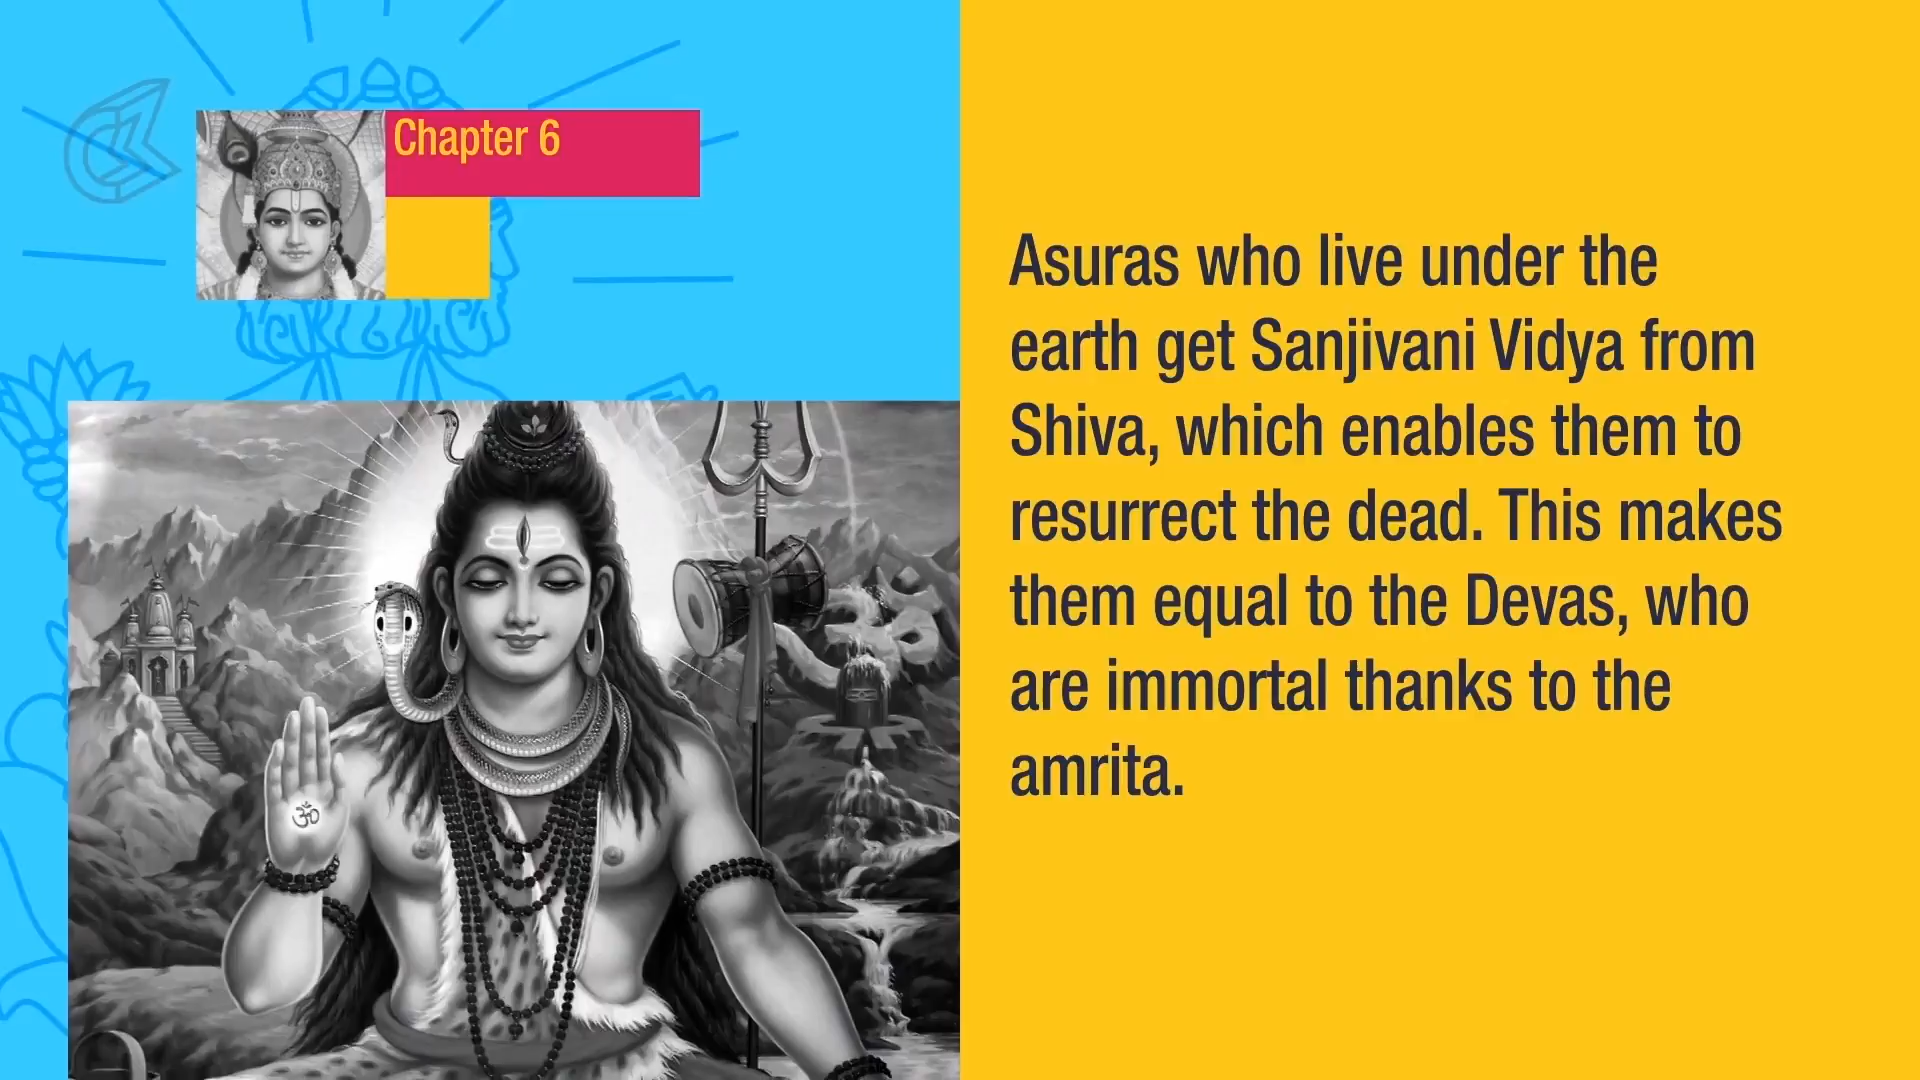 Chapter 6
Asuras who live under the
earth get Sanjivani Vidya from
Shiva, which enables them to
resurrect the dead. This makes
them equal to the Devas, who
are immortal thanks to the
amrita.
ॐ